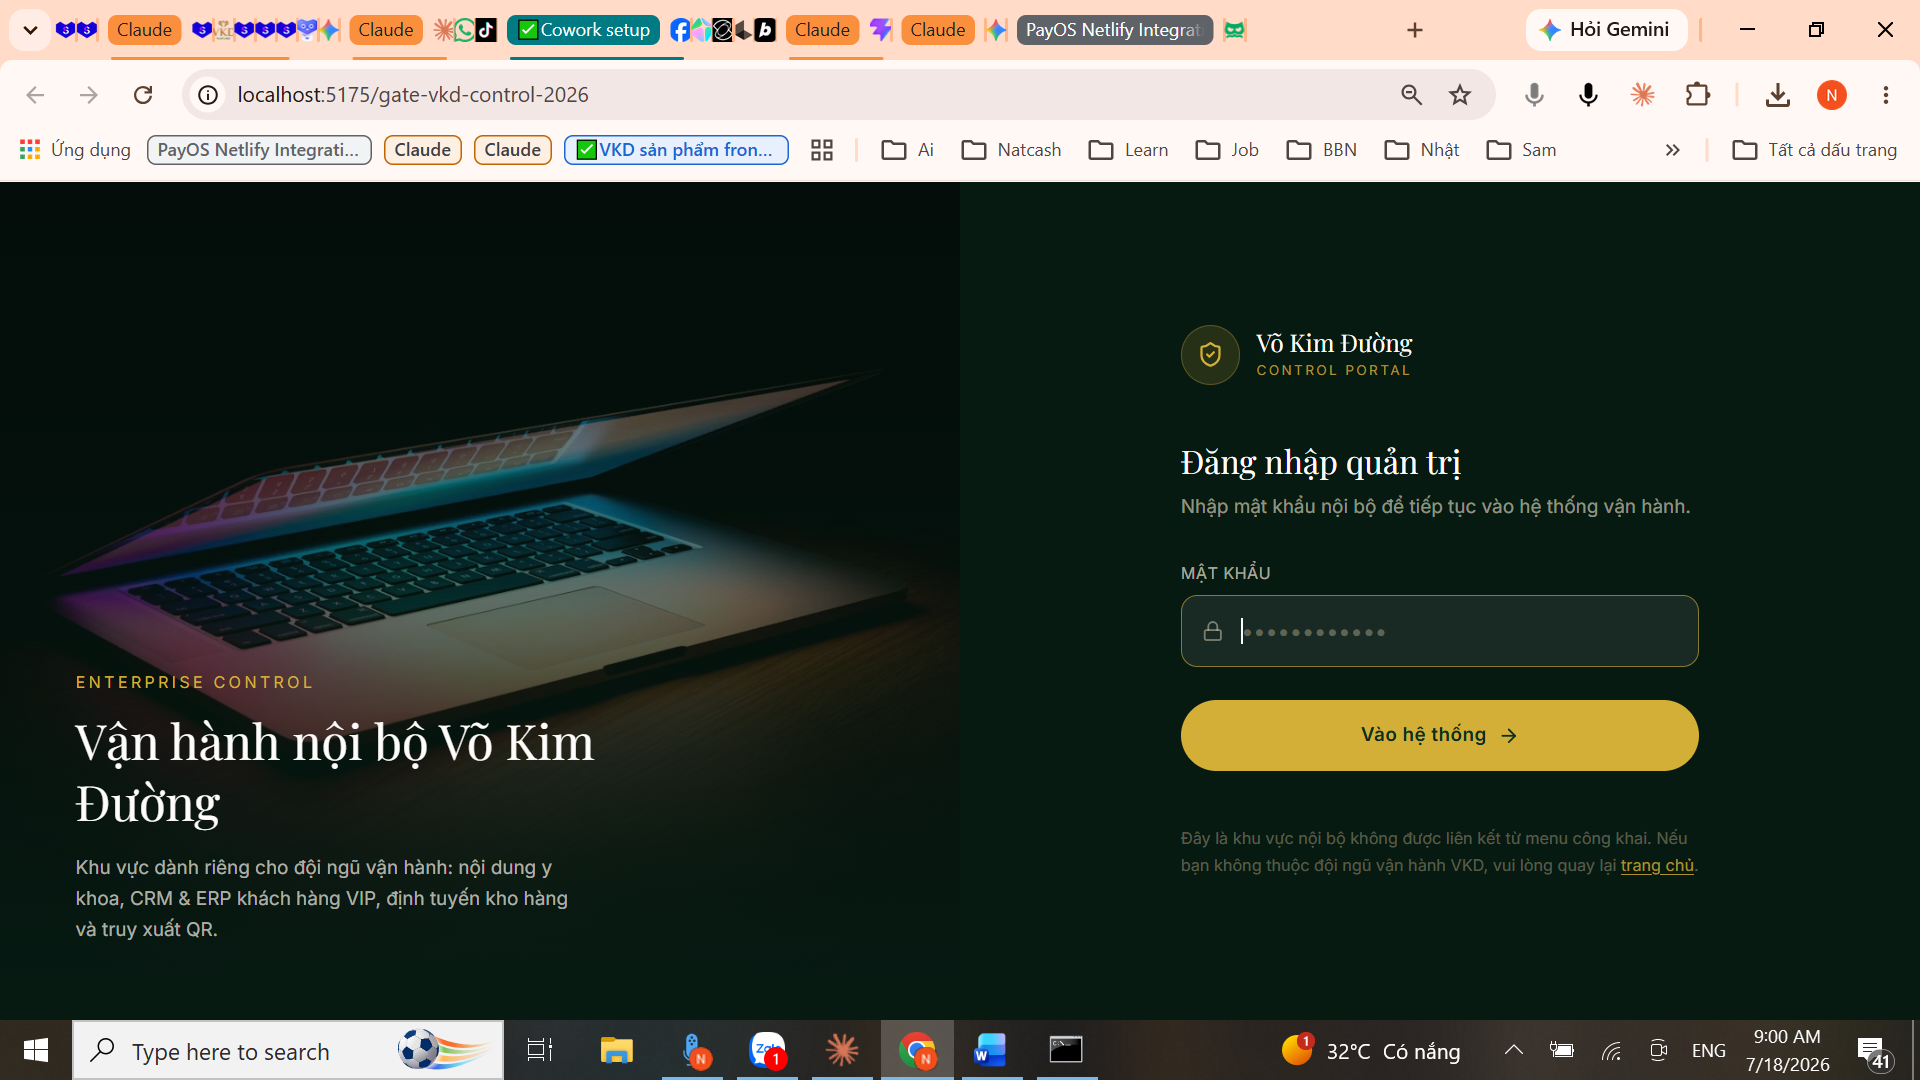 Claude
Claude
✅Cowork setup
Claude
Claude
PayOS Netlify Integrat
Hỏi Gemini
localhost:5175/gate-vkd-control-2026
N
Ứng dụng
PayOS Netlify Integrati...
Claude
Claude
✅VKD sản phẩm fron...
Ai
Natcash
Learn
Job
BBN
Nhật
Sam
Tất cả dấu trang
Võ Kim Đường
CONTROL PORTAL
Đăng nhập quản trị
Nhập mật khẩu nội bộ để tiếp tục vào hệ thống vận hành.
MẬT KHẨU
Vào hệ thống →
Đây là khu vực nội bộ không được liên kết từ menu công khai. Nếu
bạn không thuộc đội ngũ vận hành VKD, vui lòng quay lại trang chủ.
ENTERPRISE CONTROL
Vận hành nội bộ Võ Kim
Đường
Khu vực dành riêng cho đội ngũ vận hành: nội dung y
khoa, CRM & ERP khách hàng VIP, định tuyến kho hàng
và truy xuất QR.
Type here to search
N
Zalo
1
N
W
1
32°C Có nắng
ENG
9:00 AM
7/18/2026
41